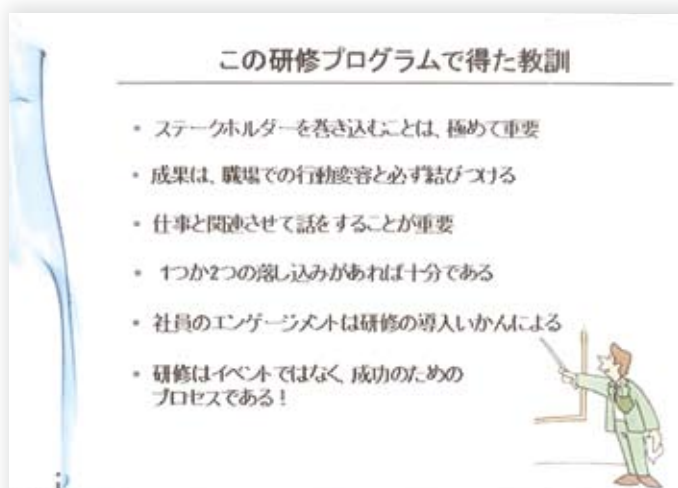 この研修プログラムで得た教訓
・ ステークホルダーを巻き込むことは、極めて重要
・ 成果は、職場での行動変容と必ず結びつける
・ 仕事と関連させて話をすることが重要
・ 1つか2つの落し込みがあれば十分である
・ 社員のエンゲージメントは研修の導入いかんによる
・ 研修はイベントではなく、成功のための
プロセスである！